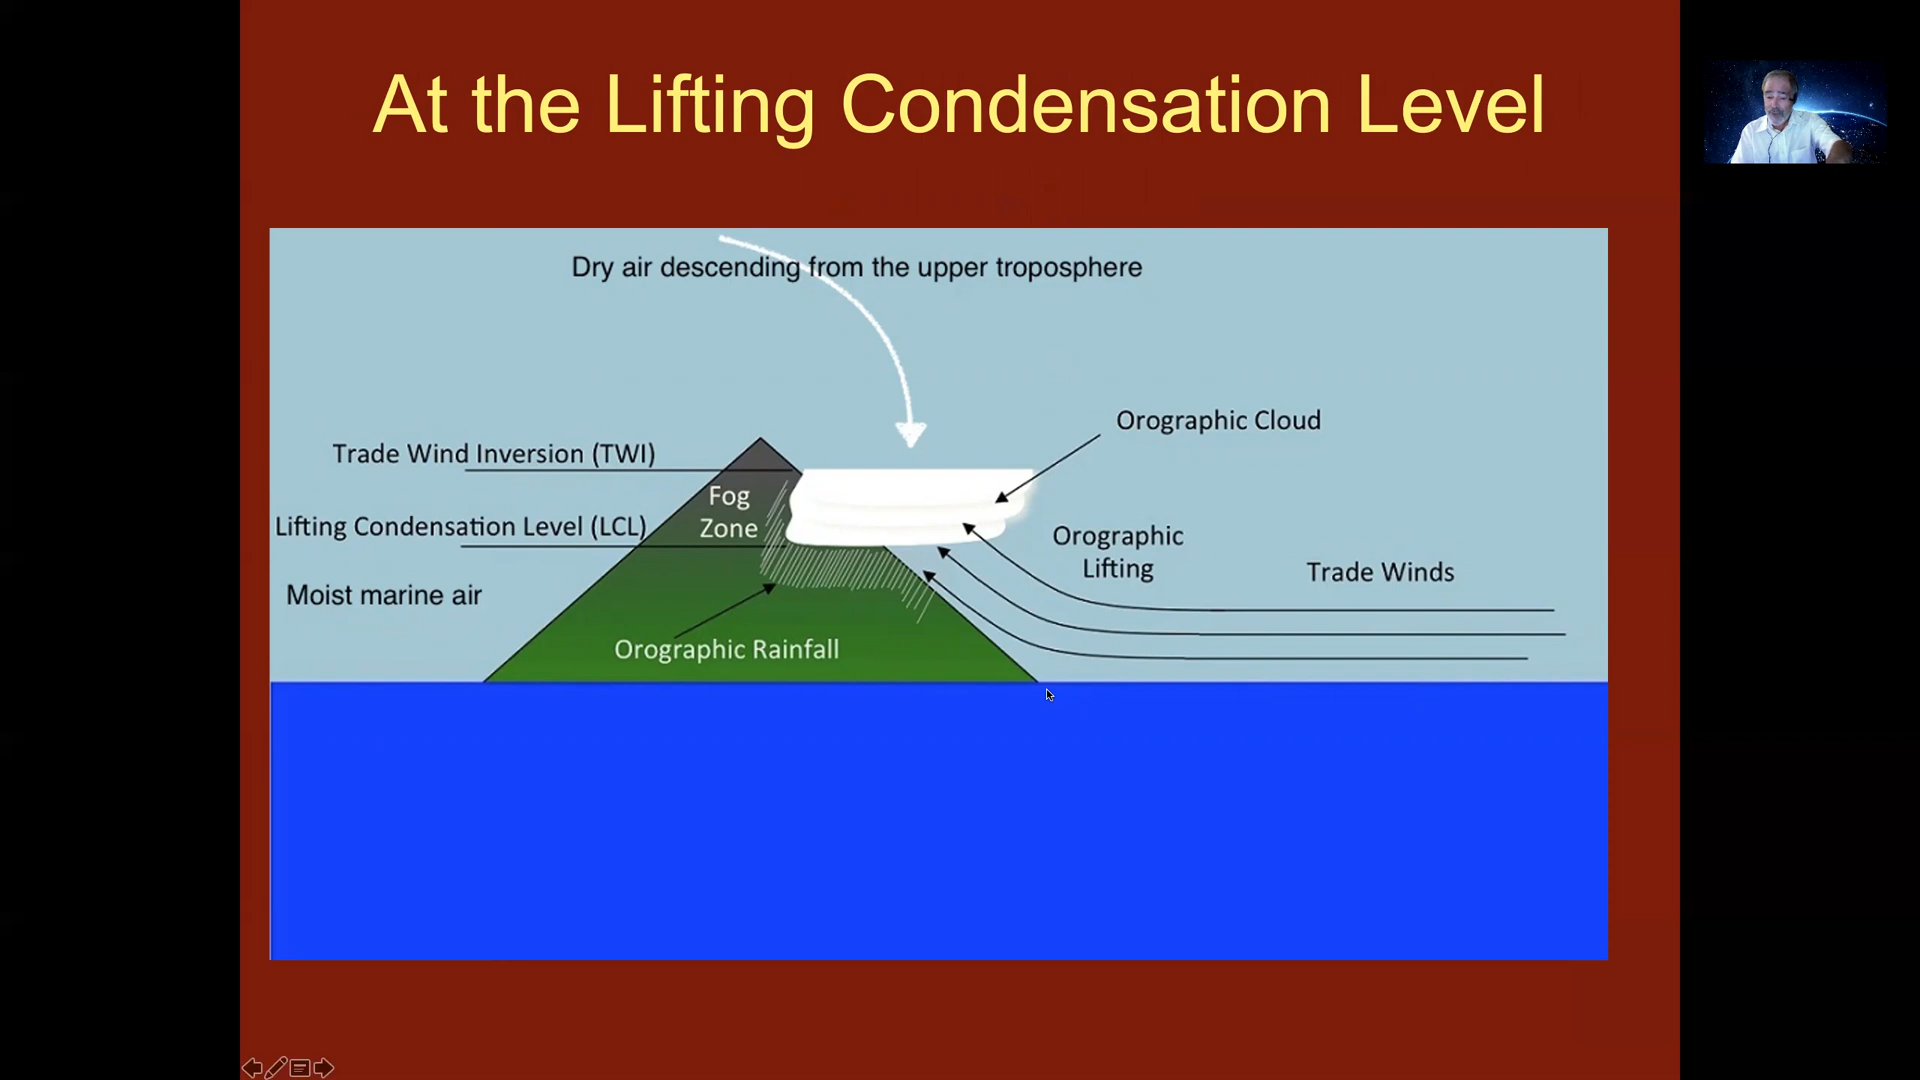 At the Lifting Condensation Level
Dry air descending from the upper troposphere
Orographic Cloud
Trade Wind Inversion (TWI)
Fog
Zone
Lifting Condensation Level (LCL)
Orographic
Lifting
Trade Winds
Moist marine air
Orographic Rainfall